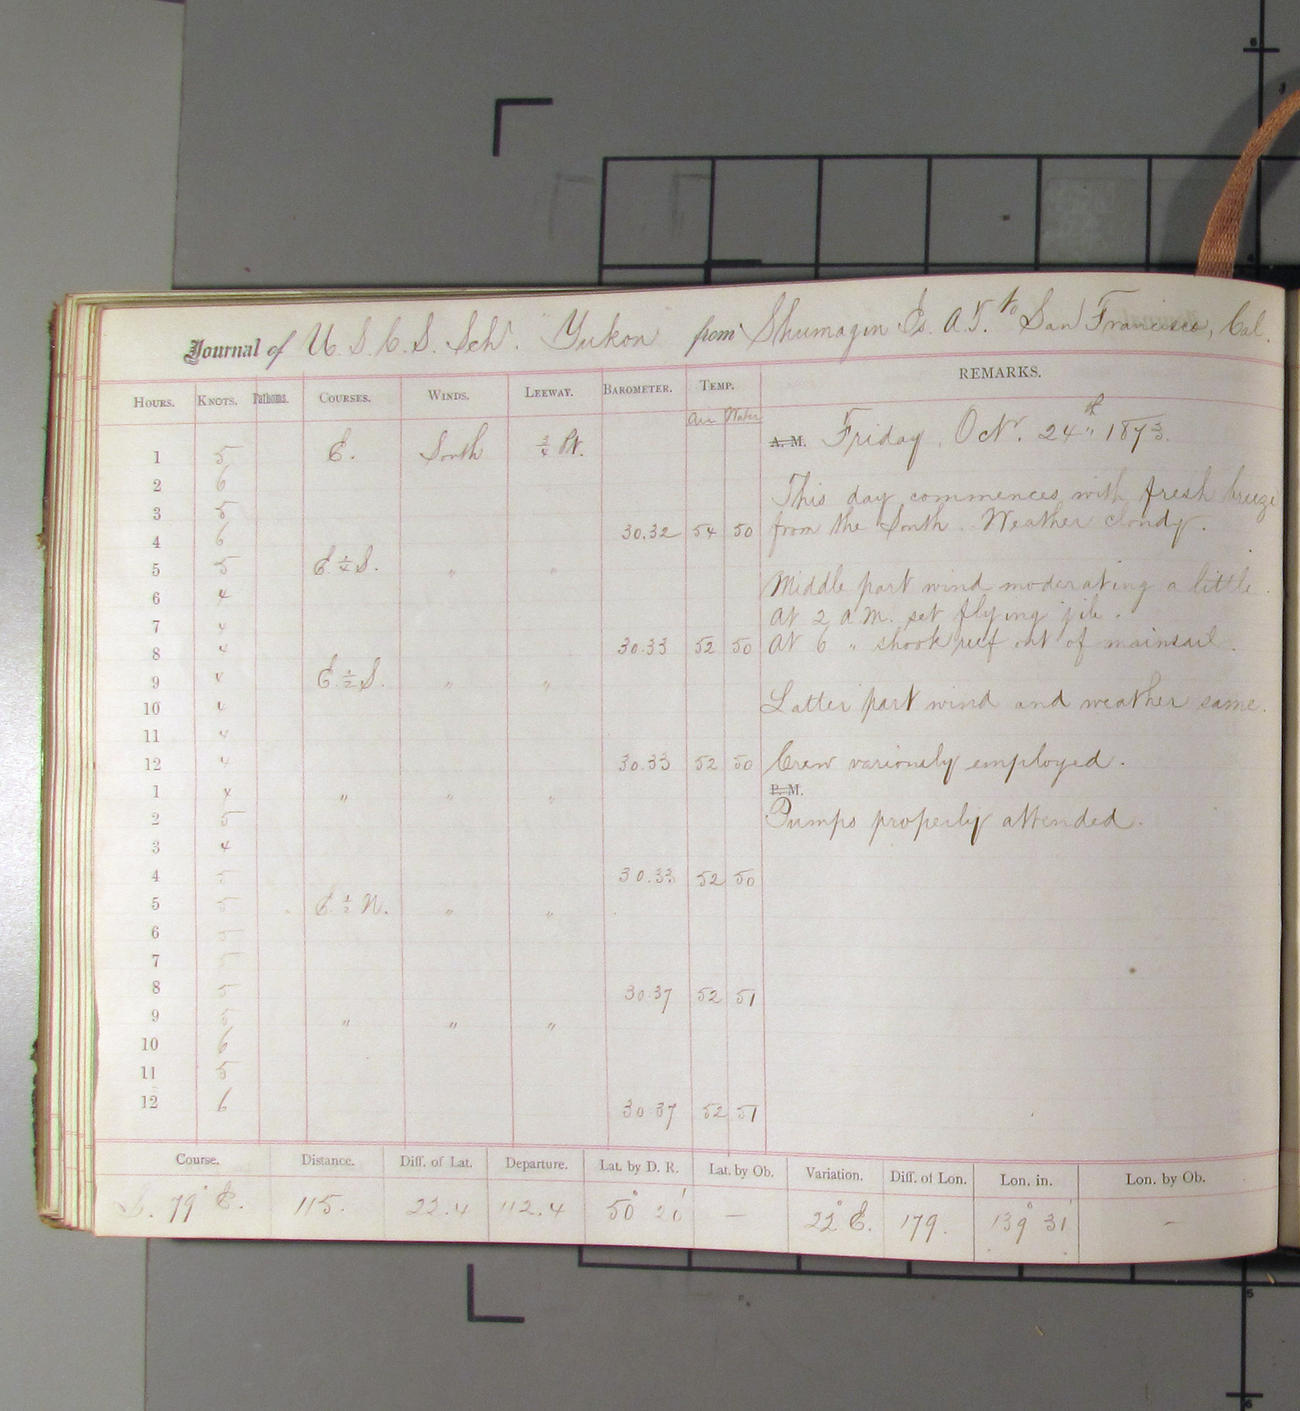 Journal of U. S. C. S. Schr. "Yukon" from Shumagin Is. A.T. to San Francisco, Cal.
HOURS. KNOTS. Fathoms. COURSES. WINDS. LEEWAY. BAROMETER. TEMP. REMARKS.
Air Water
A. M. Friday, Oct. 24th 1873.
1 5 E. South 3/4 Pt.
2 6 This day commences with fresh breeze
3 5 from the South. Weather cloudy.
4 6 30.32 54 50
5 5 E 1/4 S. " " Middle part wind moderating a little.
6 4 At 2 A.M. set flying jib.
7 4 At 6 " shook reef out of mainsail.
8 4 30.33 52 50
9 4 E. 1/2 S. " "
10 4 Latter part wind and weather same.
11 4
12 4 30.33 52 50 Crew variously employed.
P. M.
1 4 " " "
2 5 Pumps properly attended.
3 4
4 5 30.33 52 50
5 5 E 1/2 N. " "
6 5
7 5
8 5 30.37 52 51
9 5 " " "
10 6
11 5
12 6 30.37 52 51
Course. Distance. Diff. of Lat. Departure. Lat. by D. R. Lat. by Ob. Variation. Diff. of Lon. Lon. in. Lon. by Ob.
S. 79° E. 115. 22.4 112.4 50° — 22° E. 179. 139° 31' —